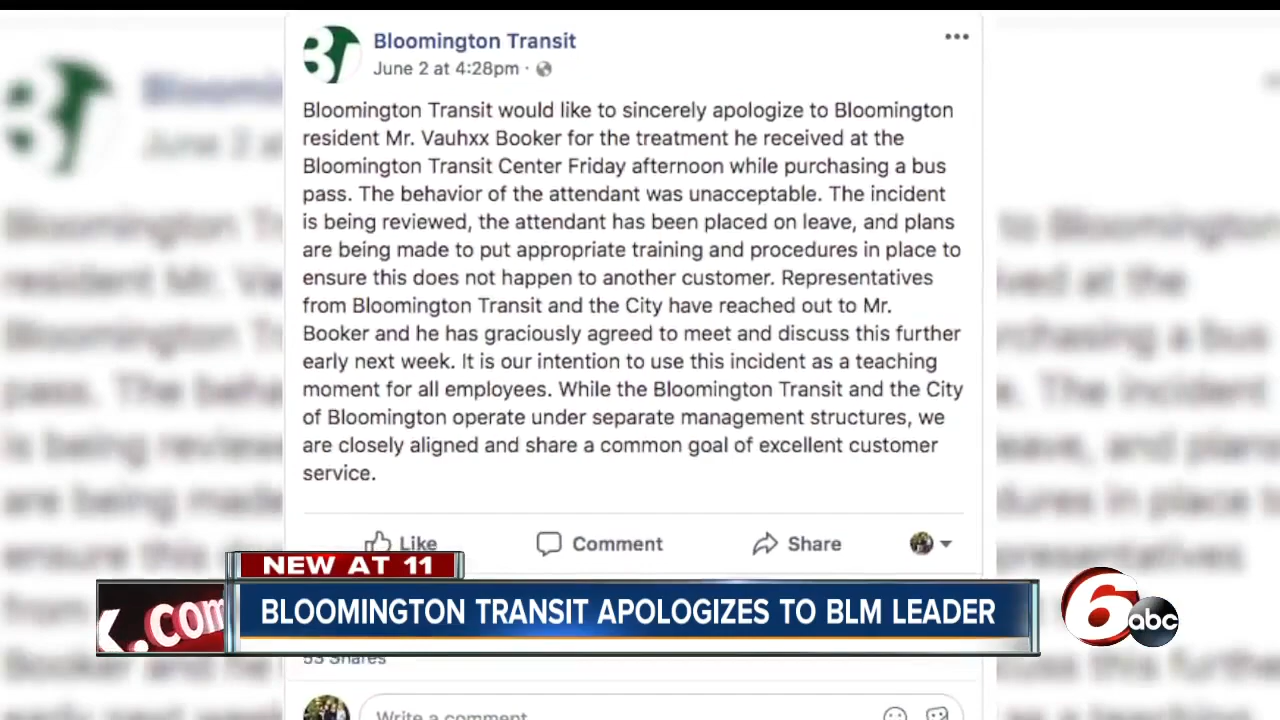 Bloomington Transit
June 2 at 4:28pm ·
Bloomington Transit would like to sincerely apologize to Bloomington
resident Mr. Vauhxx Booker for the treatment he received at the
Bloomington Transit Center Friday afternoon while purchasing a bus
pass. The behavior of the attendant was unacceptable. The incident
is being reviewed, the attendant has been placed on leave, and plans
are being made to put appropriate training and procedures in place to
ensure this does not happen to another customer. Representatives
from Bloomington Transit and the City have reached out to Mr.
Booker and he has graciously agreed to meet and discuss this further
early next week. It is our intention to use this incident as a teaching
moment for all employees. While the Bloomington Transit and the City
of Bloomington operate under separate management structures, we
are closely aligned and share a common goal of excellent customer
service.
Like Comment Share
NEW AT 11
BLOOMINGTON TRANSIT APOLOGIZES TO BLM LEADER
.com
6 abc
53 Shares
Write a comment